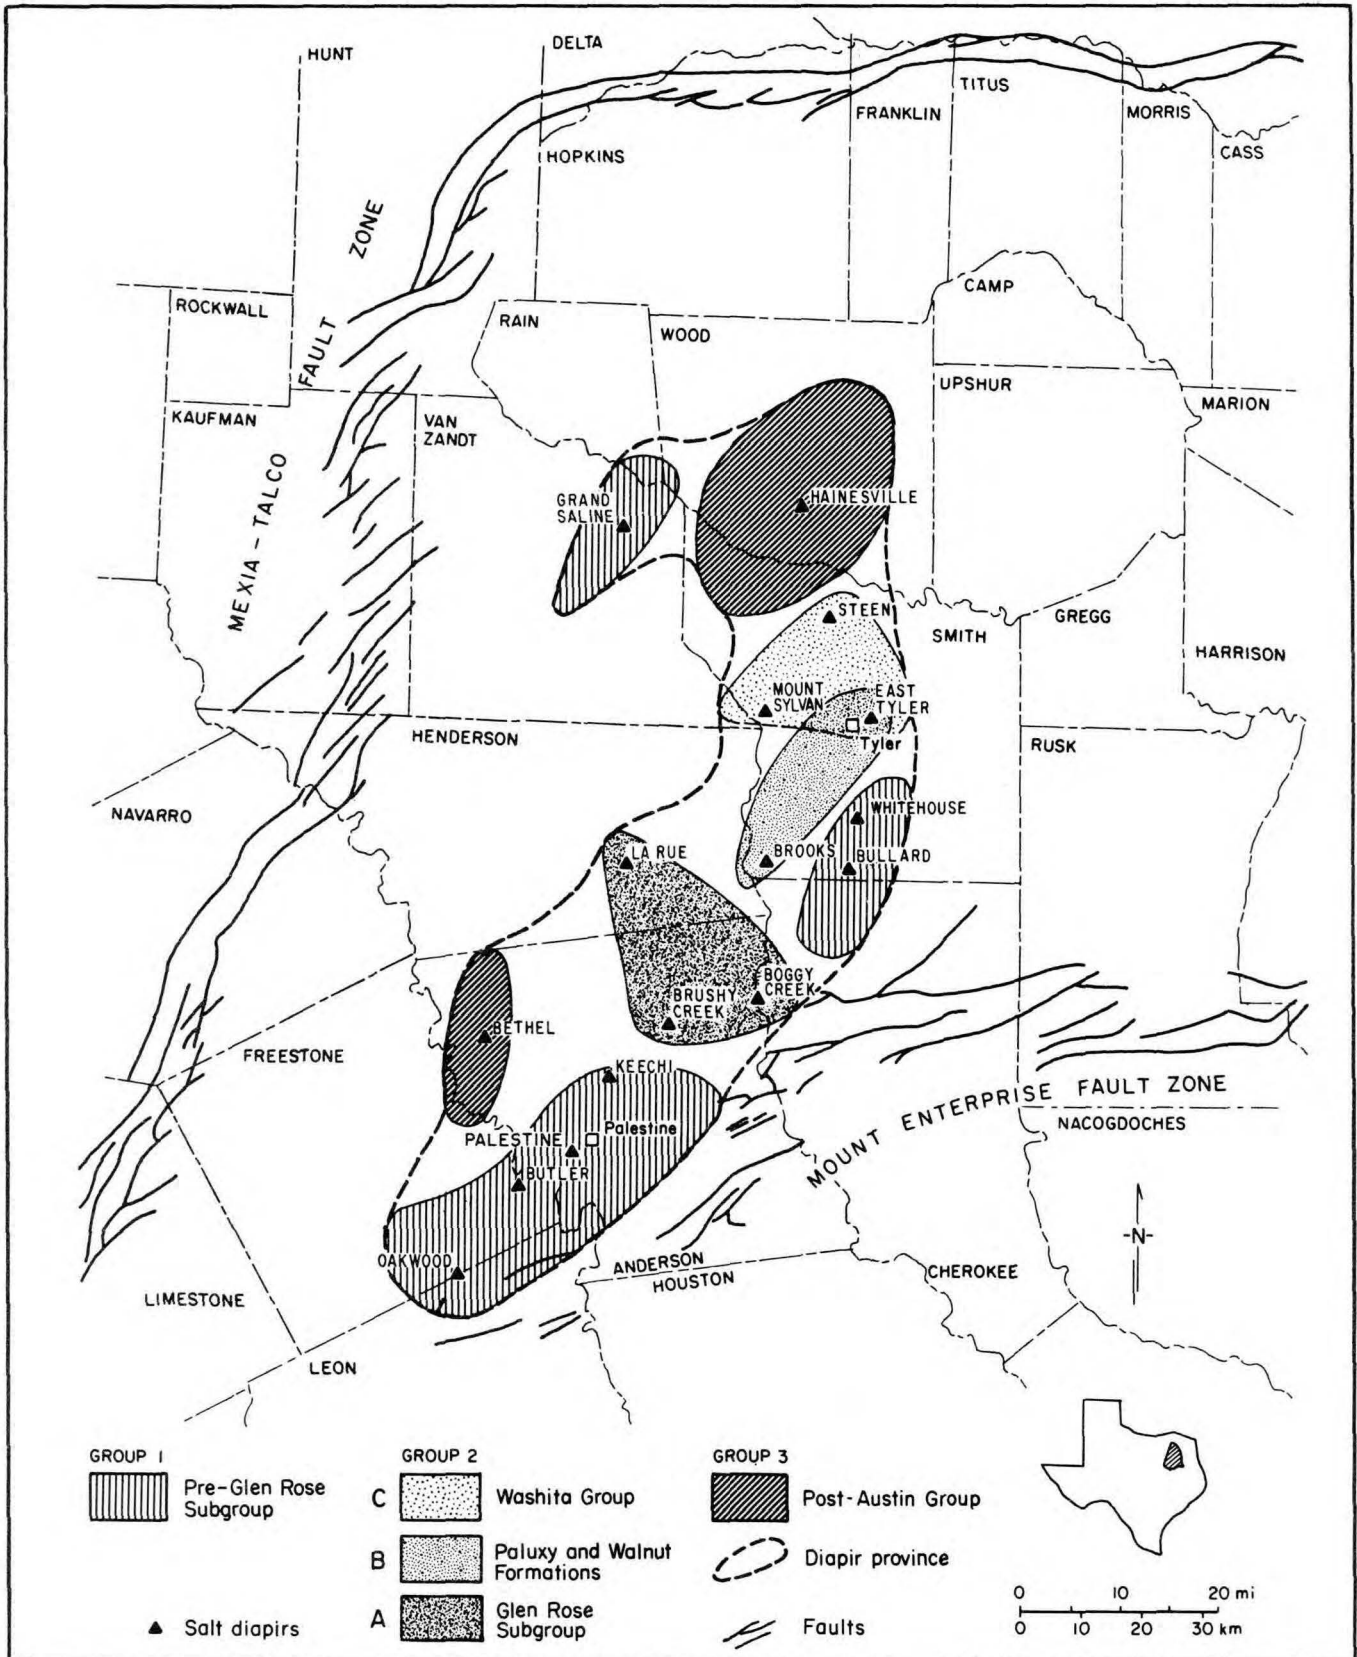 HUNT
DELTA
HOPKINS
FRANKLIN
TITUS
MORRIS
CASS
ROCKWALL
RAIN
WOOD
CAMP
UPSHUR
MARION
KAUFMAN
VAN
ZANDT
MEXIA - TALCO FAULT ZONE
GRAND
SALINE
HAINESVILLE
STEEN
SMITH
GREGG
HARRISON
MOUNT
SYLVAN
EAST
TYLER
Tyler
HENDERSON
RUSK
NAVARRO
WHITEHOUSE
LA RUE
BROOKS
BULLARD
BRUSHY
CREEK
BOGGY
CREEK
BETHEL
FREESTONE
KEECHI
MOUNT ENTERPRISE FAULT ZONE
NACOGDOCHES
PALESTINE
Palestine
BUTLER
OAKWOOD
ANDERSON
HOUSTON
CHEROKEE
-N-
LIMESTONE
LEON
GROUP 1
Pre-Glen Rose
Subgroup
Salt diapirs
GROUP 2
C
Washita Group
B
Paluxy and Walnut
Formations
A
Glen Rose
Subgroup
GROUP 3
Post-Austin Group
Diapir province
Faults
0 10 20 mi
0 10 20 30 km